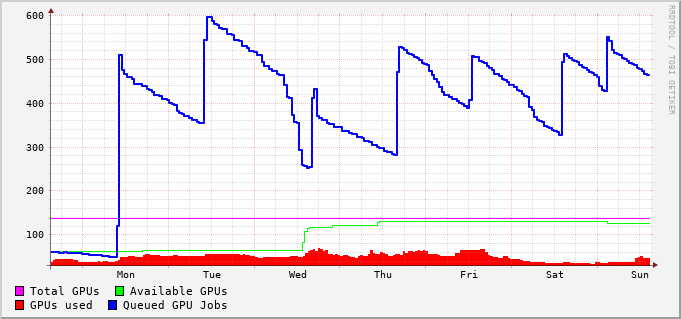 600
500
400
300
200
100
Mon Tue Wed Thu Fri Sat Sun
Total GPUs Available GPUs
GPUs used Queued GPU Jobs
RRDTOOL / TOBI OETIKER